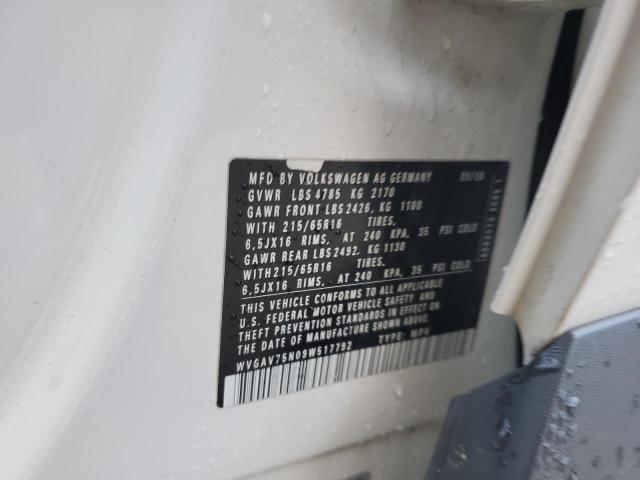 MFD BY VOLKSWAGEN AG GERMANY
GVWR LBS 4785 KG 2170
GAWR FRONT LBS 2426, KG 1100
WITH 215/65R16 TIRES,
6,5JX16 RIMS, AT 240 KPA, 35 PSI COLD
GAWR REAR LBS 2492, KG 1130
WITH 215/65R16 TIRES,
6,5JX16 RIMS, AT 240 KPA, 35 PSI COLD
THIS VEHICLE CONFORMS TO ALL APPLICABLE
U.S. FEDERAL MOTOR VEHICLE SAFETY AND
THEFT PREVENTION STANDARDS IN EFFECT ON
THE DATE OF MANUFACTURE SHOWN ABOVE.
WVGAV75N09W517792 TYPE: MPV